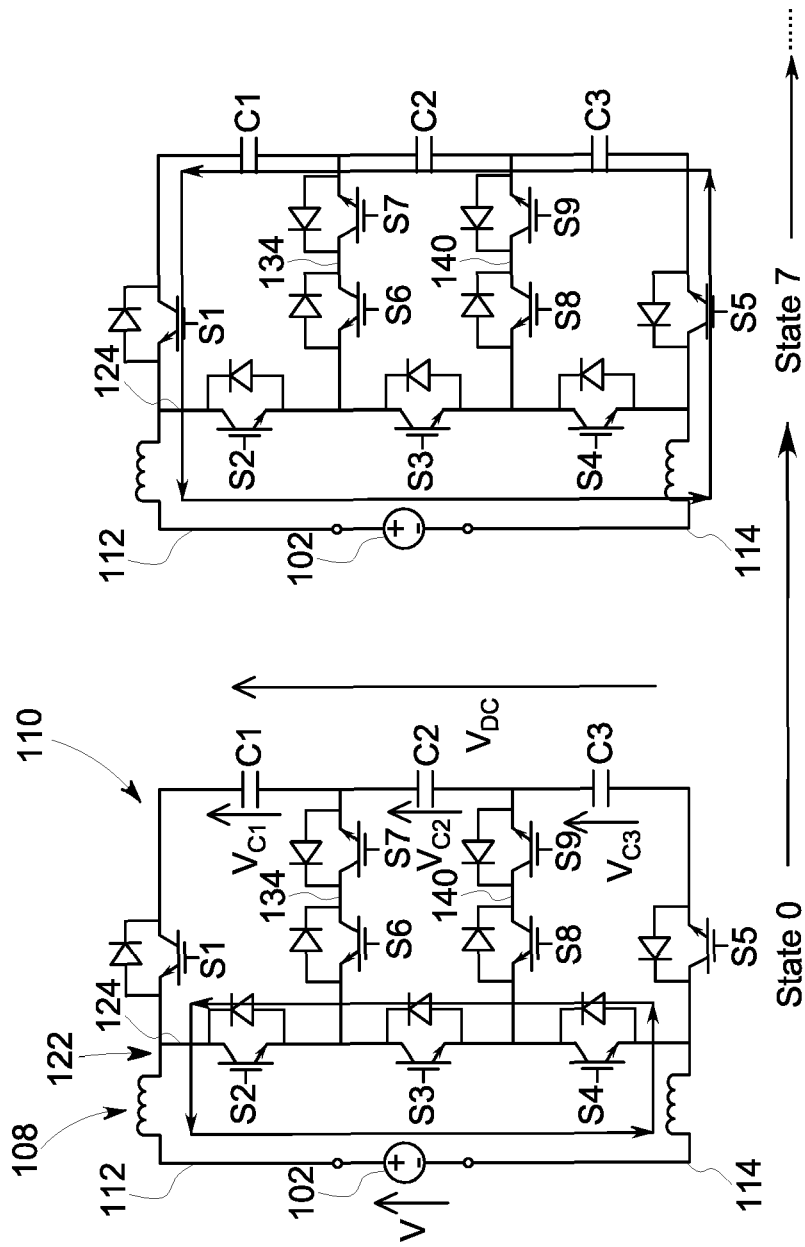 110
108
122
124
112
S1
S2
S6
S7
134
C1
V_C1
V
102
S3
S8
S9
140
C2
V_C2
V_DC
S4
C3
V_C3
114
S5
State 0
124
112
S1
S2
S6
S7
134
C1
102
S3
S8
S9
140
C2
S4
C3
114
S5
State 7
......